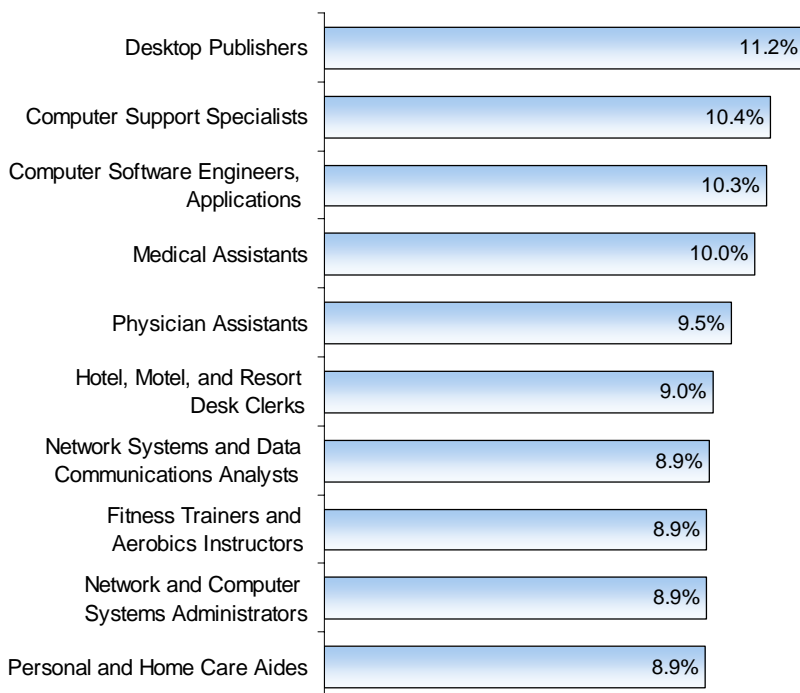 Desktop Publishers
11.2%
Computer Support Specialists
10.4%
Computer Software Engineers,
Applications
10.3%
Medical Assistants
10.0%
Physician Assistants
9.5%
Hotel, Motel, and Resort
Desk Clerks
9.0%
Network Systems and Data
Communications Analysts
8.9%
Fitness Trainers and
Aerobics Instructors
8.9%
Network and Computer
Systems Administrators
8.9%
Personal and Home Care Aides
8.9%